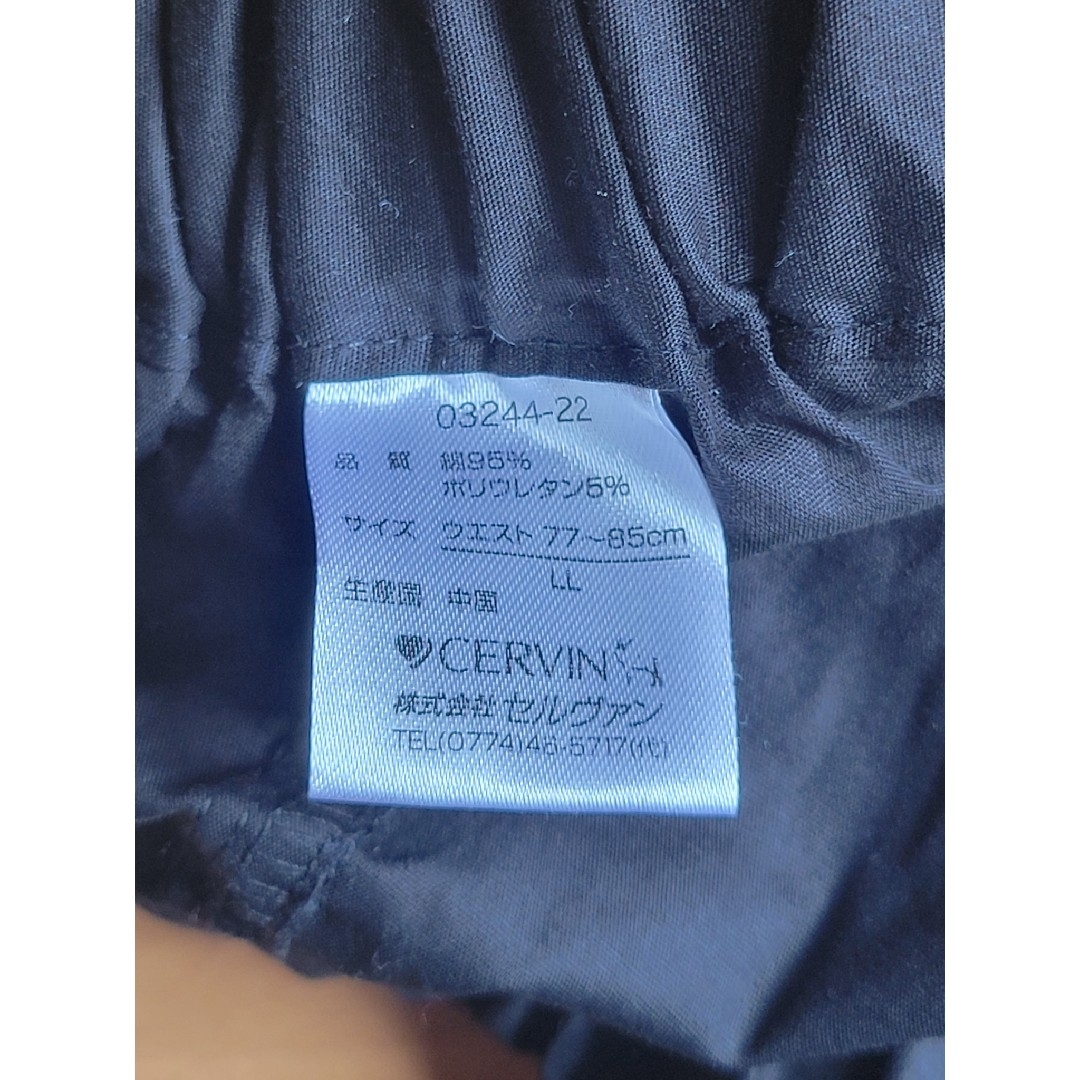 03244-22
品 質 綿95%
ポリウレタン5%
サイズ ウエスト 77～85cm
LL
生産国 中国
CERVIN
株式会社 セルヴァン
TEL(0774)46-5717(代)